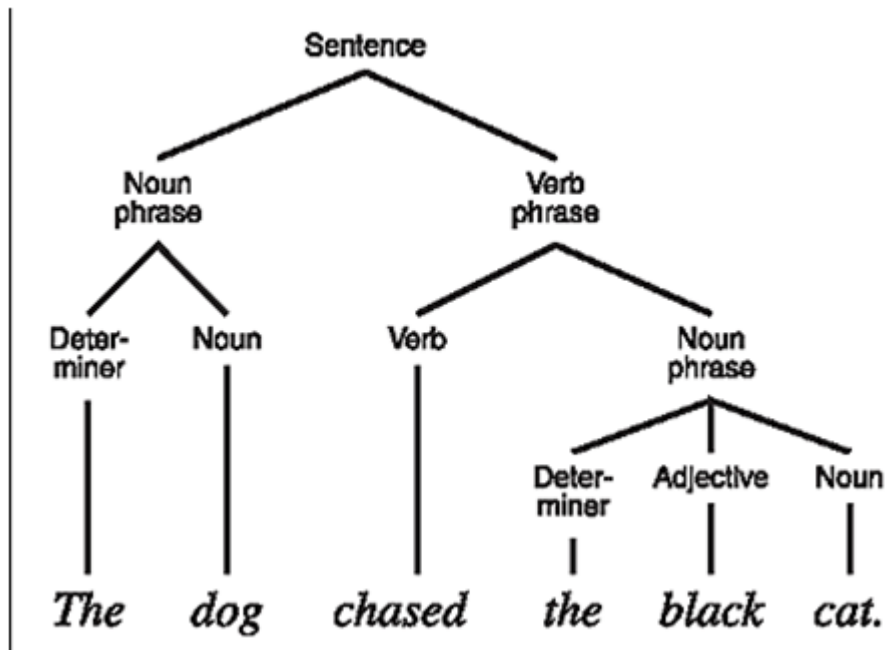 Sentence
Noun
phrase
Verb
phrase
Deter-
miner
Noun
Verb
Noun
phrase
Deter-
miner
Adjective
Noun
The dog chased the black cat.